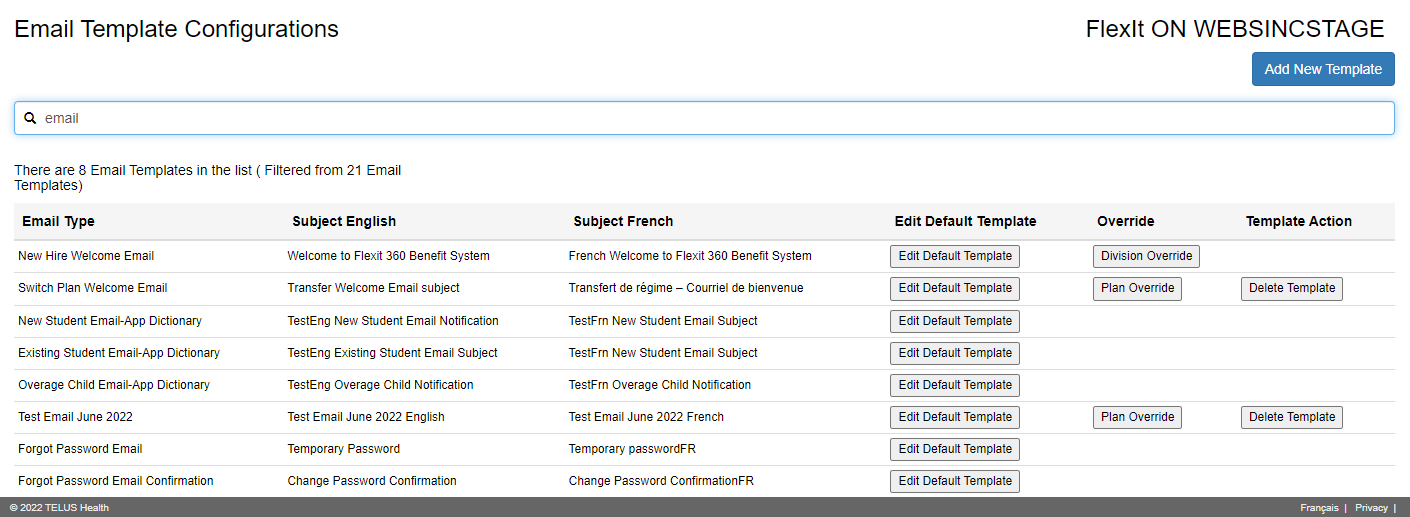 Email Template Configurations
FlexIt ON WEBSINCSTAGE
Add New Template
email
There are 8 Email Templates in the list ( Filtered from 21 Email
Templates)
Email Type Subject English Subject French Edit Default Template Override Template Action
New Hire Welcome Email Welcome to Flexit 360 Benefit System French Welcome to Flexit 360 Benefit System Edit Default Template Division Override
Switch Plan Welcome Email Transfer Welcome Email subject Transfert de régime – Courriel de bienvenue Edit Default Template Plan Override Delete Template
New Student Email-App Dictionary TestEng New Student Email Notification TestFrn New Student Email Subject Edit Default Template
Existing Student Email-App Dictionary TestEng Existing Student Email Subject TestFrn New Student Email Subject Edit Default Template
Overage Child Email-App Dictionary TestEng Overage Child Notification TestFrn Overage Child Notification Edit Default Template
Test Email June 2022 Test Email June 2022 English Test Email June 2022 French Edit Default Template Plan Override Delete Template
Forgot Password Email Temporary Password Temporary passwordFR Edit Default Template
Forgot Password Email Confirmation Change Password Confirmation Change Password ConfirmationFR Edit Default Template
© 2022 TELUS Health Français | Privacy |